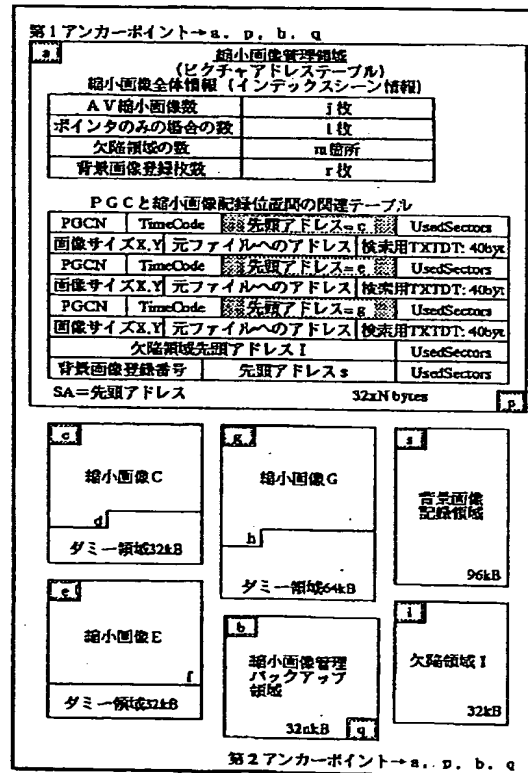 第1アンカーポイント→a, p, b, q
a
縮小画像管理領域
(ピクチャアドレステーブル)
縮小画像全体情報 (インデックスシーン情報)
AV縮小画像数 j枚
ポインタのみの場合の数 l枚
欠陥領域の数 m箇所
背景画像登録枚数 r枚
PGCと縮小画像記録位置間の関連テーブル
PGCN TimeCode 先頭アドレス=c UsedSectors
画像サイズX,Y 元ファイルへのアドレス 検索用TXTDT: 40byt
PGCN TimeCode 先頭アドレス=e UsedSectors
画像サイズX,Y 元ファイルへのアドレス 検索用TXTDT: 40byt
PGCN TimeCode 先頭アドレス=g UsedSectors
画像サイズX,Y 元ファイルへのアドレス 検索用TXTDT: 40byt
欠陥領域先頭アドレス I UsedSectors
背景画像登録番号 先頭アドレス s UsedSectors
SA=先頭アドレス 32xN bytes p
c
縮小画像C
d
ダミー領域32kB
g
縮小画像G
h
ダミー領域64kB
s
背景画像
記録領域
96kB
e
縮小画像E
f
ダミー領域32kB
b
縮小画像管理
バックアップ
領域
32nkB q
i
欠陥領域 I
32kB
第2アンカーポイント→a, p, b, q